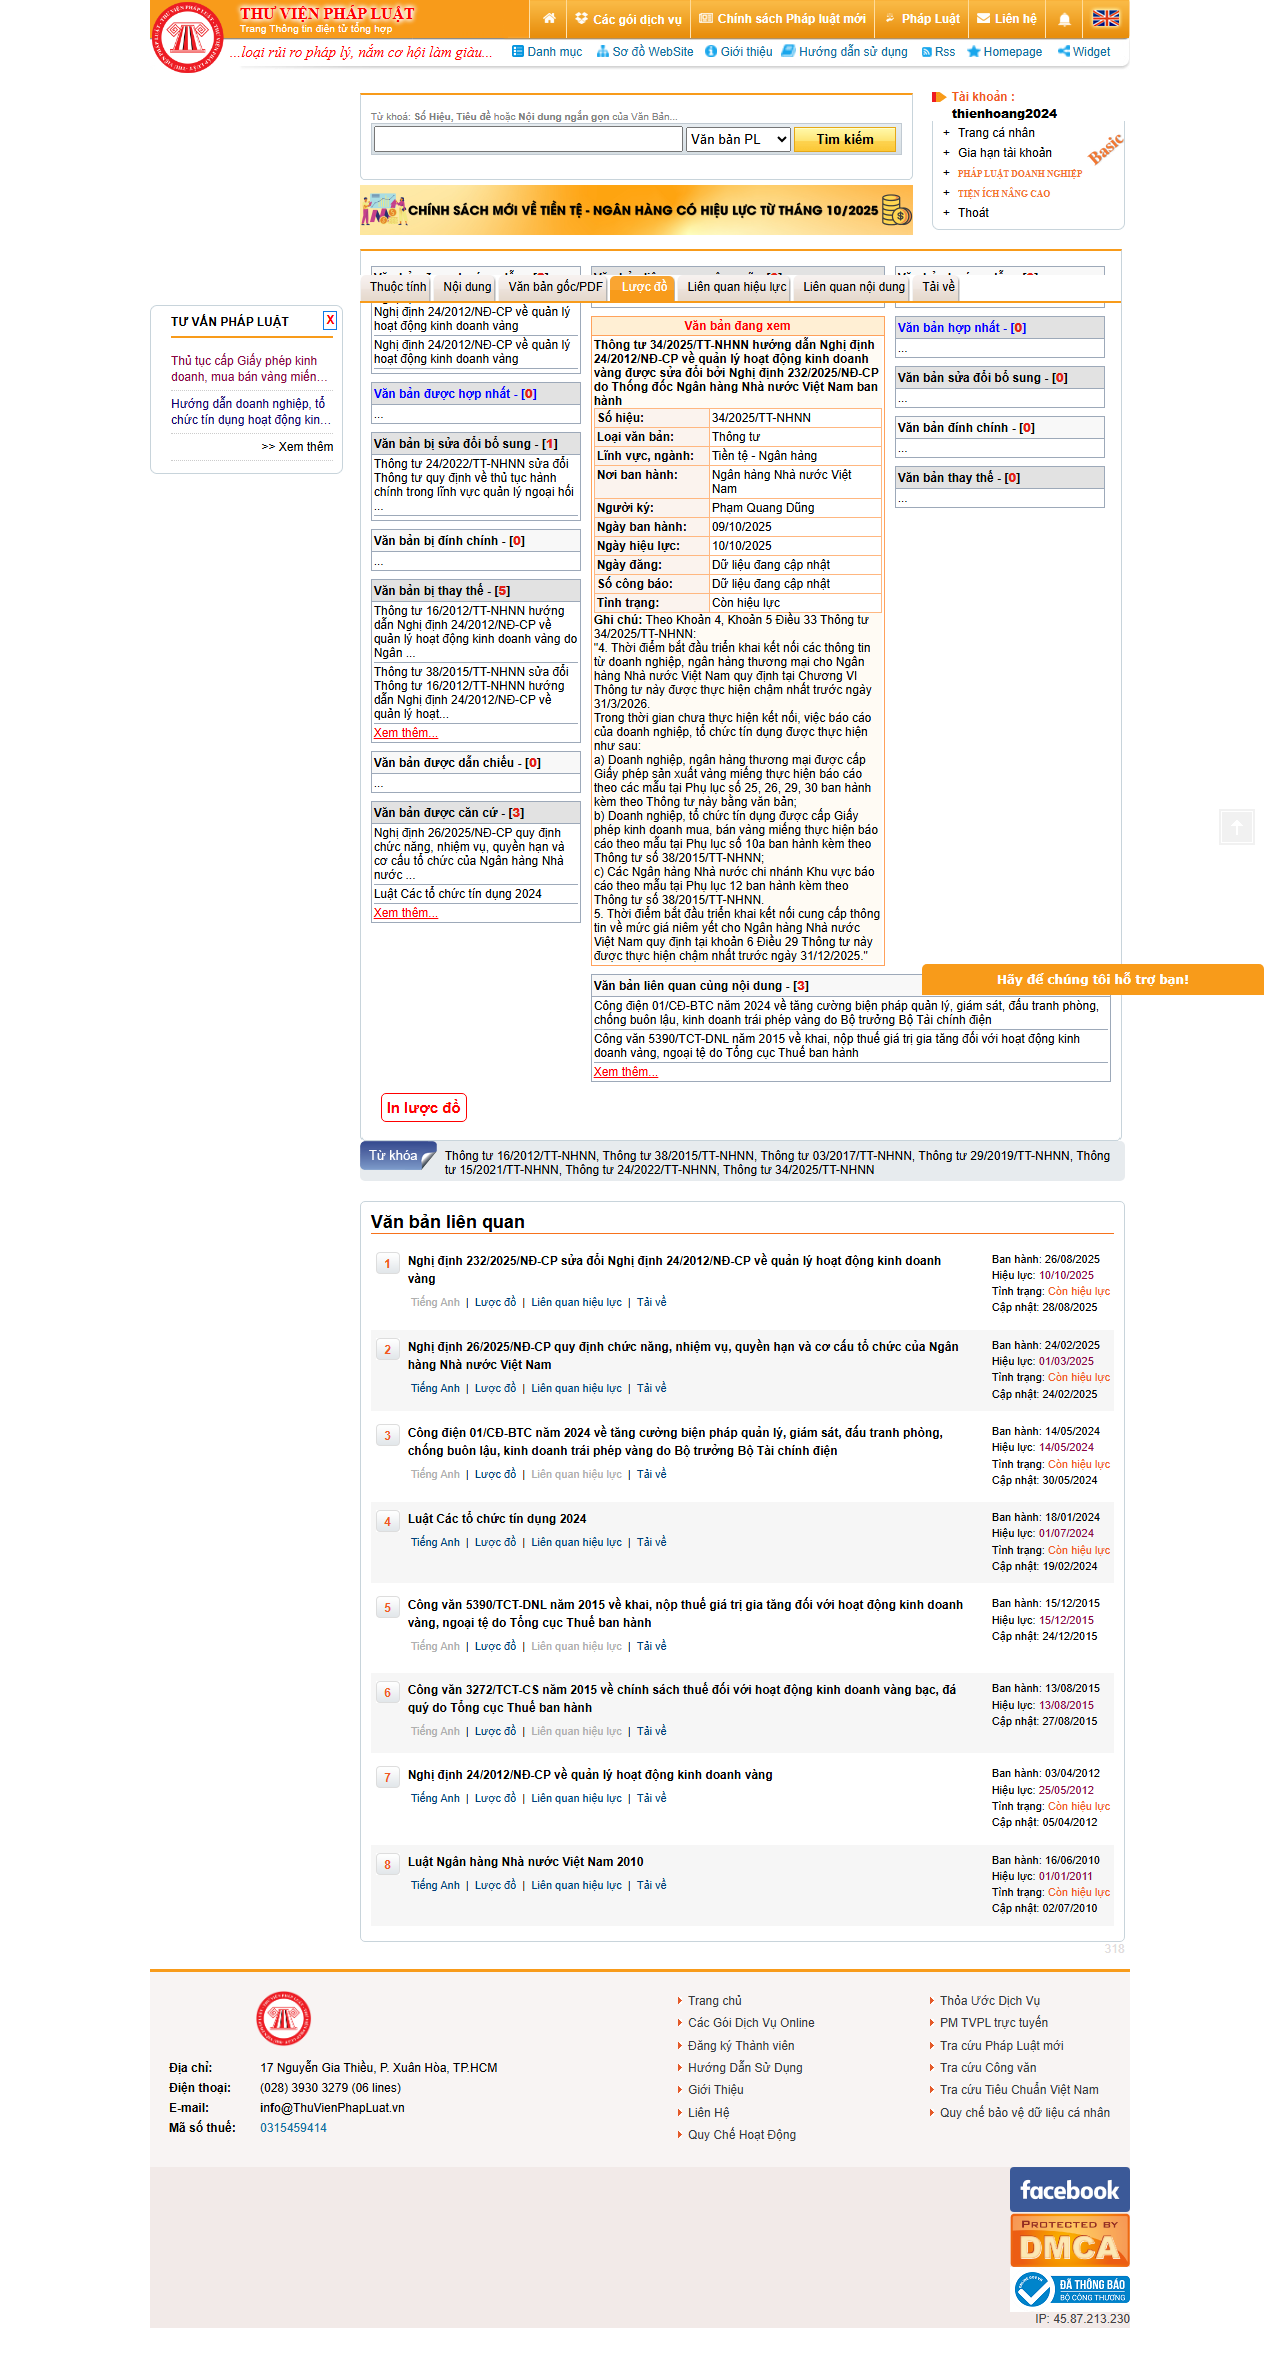 THƯ VIỆN PHÁP LUẬT
Trang Thông tin điện tử tổng hợp
Các gói dịch vụ
Chính sách Pháp luật mới
Pháp Luật
Liên hệ
...loại rủi ro pháp lý, nắm cơ hội làm giàu...
Danh mục
Sơ đồ WebSite
Giới thiệu
Hướng dẫn sử dụng
Rss
Homepage
Widget
Từ khoá: Số Hiệu, Tiêu đề hoặc Nội dung ngắn gọn của Văn Bản...
Văn bản PL
Tìm kiếm
CHÍNH SÁCH MỚI VỀ TIỀN TỆ - NGÂN HÀNG CÓ HIỆU LỰC TỪ THÁNG 10/2025
Tài khoản :
thienhoang2024
Basic
+ Trang cá nhân
+ Gia hạn tài khoản
+ PHÁP LUẬT DOANH NGHIỆP
+ TIỆN ÍCH NÂNG CAO
+ Thoát
Thuộc tính
Nội dung
Văn bản gốc/PDF
Lược đồ
Liên quan hiệu lực
Liên quan nội dung
Tải về
TƯ VẤN PHÁP LUẬT
X
Thủ tục cấp Giấy phép kinh
doanh, mua bán vàng miến...
Hướng dẫn doanh nghiệp, tổ
chức tín dụng hoạt động kin...
>> Xem thêm
Nghị định 24/2012/NĐ-CP về quản lý
hoạt động kinh doanh vàng
Nghị định 24/2012/NĐ-CP về quản lý
hoạt động kinh doanh vàng
Văn bản được hợp nhất - [0]
...
Văn bản bị sửa đổi bổ sung - [1]
Thông tư 24/2022/TT-NHNN sửa đổi
Thông tư quy định về thủ tục hành
chính trong lĩnh vực quản lý ngoại hối
...
Văn bản bị đính chính - [0]
...
Văn bản bị thay thế - [5]
Thông tư 16/2012/TT-NHNN hướng
dẫn Nghị định 24/2012/NĐ-CP về
quản lý hoạt động kinh doanh vàng do
Ngân ...
Thông tư 38/2015/TT-NHNN sửa đổi
Thông tư 16/2012/TT-NHNN hướng
dẫn Nghị định 24/2012/NĐ-CP về
quản lý hoạt...
Xem thêm...
Văn bản được dẫn chiếu - [0]
...
Văn bản được căn cứ - [3]
Nghị định 26/2025/NĐ-CP quy định
chức năng, nhiệm vụ, quyền hạn và
cơ cấu tổ chức của Ngân hàng Nhà
nước ...
Luật Các tổ chức tín dụng 2024
Xem thêm...
Văn bản đang xem
Thông tư 34/2025/TT-NHNN hướng dẫn Nghị định
24/2012/NĐ-CP về quản lý hoạt động kinh doanh
vàng được sửa đổi bởi Nghị định 232/2025/NĐ-CP
do Thống đốc Ngân hàng Nhà nước Việt Nam ban
hành
Số hiệu: 34/2025/TT-NHNN
Loại văn bản: Thông tư
Lĩnh vực, ngành: Tiền tệ - Ngân hàng
Nơi ban hành: Ngân hàng Nhà nước Việt
Nam
Người ký: Phạm Quang Dũng
Ngày ban hành: 09/10/2025
Ngày hiệu lực: 10/10/2025
Ngày đăng: Dữ liệu đang cập nhật
Số công báo: Dữ liệu đang cập nhật
Tình trạng: Còn hiệu lực
Ghi chú: Theo Khoản 4, Khoản 5 Điều 33 Thông tư
34/2025/TT-NHNN:
"4. Thời điểm bắt đầu triển khai kết nối các thông tin
từ doanh nghiệp, ngân hàng thương mại cho Ngân
hàng Nhà nước Việt Nam quy định tại Chương VI
Thông tư này được thực hiện chậm nhất trước ngày
31/3/2026.
Trong thời gian chưa thực hiện kết nối, việc báo cáo
của doanh nghiệp, tổ chức tín dụng được thực hiện
như sau:
a) Doanh nghiệp, ngân hàng thương mại được cấp
Giấy phép sản xuất vàng miếng thực hiện báo cáo
theo các mẫu tại Phụ lục số 25, 26, 29, 30 ban hành
kèm theo Thông tư này bằng văn bản;
b) Doanh nghiệp, tổ chức tín dụng được cấp Giấy
phép kinh doanh mua, bán vàng miếng thực hiện báo
cáo theo mẫu tại Phụ lục số 10a ban hành kèm theo
Thông tư số 38/2015/TT-NHNN;
c) Các Ngân hàng Nhà nước chi nhánh Khu vực báo
cáo theo mẫu tại Phụ lục 12 ban hành kèm theo
Thông tư số 38/2015/TT-NHNN.
5. Thời điểm bắt đầu triển khai kết nối cung cấp thông
tin về mức giá niêm yết cho Ngân hàng Nhà nước
Việt Nam quy định tại khoản 6 Điều 29 Thông tư này
được thực hiện chậm nhất trước ngày 31/12/2025."
Văn bản hợp nhất - [0]
...
Văn bản sửa đổi bổ sung - [0]
...
Văn bản đính chính - [0]
...
Văn bản thay thế - [0]
...
Hãy để chúng tôi hỗ trợ bạn!
Văn bản liên quan cùng nội dung - [3]
Công điện 01/CĐ-BTC năm 2024 về tăng cường biện pháp quản lý, giám sát, đấu tranh phòng,
chống buôn lậu, kinh doanh trái phép vàng do Bộ trưởng Bộ Tài chính điện
Công văn 5390/TCT-DNL năm 2015 về khai, nộp thuế giá trị gia tăng đối với hoạt động kinh
doanh vàng, ngoại tệ do Tổng cục Thuế ban hành
Xem thêm...
In lược đồ
Từ khóa
Thông tư 16/2012/TT-NHNN, Thông tư 38/2015/TT-NHNN, Thông tư 03/2017/TT-NHNN, Thông tư 29/2019/TT-NHNN, Thông
tư 15/2021/TT-NHNN, Thông tư 24/2022/TT-NHNN, Thông tư 34/2025/TT-NHNN
Văn bản liên quan
1
Nghị định 232/2025/NĐ-CP sửa đổi Nghị định 24/2012/NĐ-CP về quản lý hoạt động kinh doanh
vàng
Tiếng Anh | Lược đồ | Liên quan hiệu lực | Tải về
Ban hành: 26/08/2025
Hiệu lực: 10/10/2025
Tình trạng: Còn hiệu lực
Cập nhật: 28/08/2025
2
Nghị định 26/2025/NĐ-CP quy định chức năng, nhiệm vụ, quyền hạn và cơ cấu tổ chức của Ngân
hàng Nhà nước Việt Nam
Tiếng Anh | Lược đồ | Liên quan hiệu lực | Tải về
Ban hành: 24/02/2025
Hiệu lực: 01/03/2025
Tình trạng: Còn hiệu lực
Cập nhật: 24/02/2025
3
Công điện 01/CĐ-BTC năm 2024 về tăng cường biện pháp quản lý, giám sát, đấu tranh phòng,
chống buôn lậu, kinh doanh trái phép vàng do Bộ trưởng Bộ Tài chính điện
Tiếng Anh | Lược đồ | Liên quan hiệu lực | Tải về
Ban hành: 14/05/2024
Hiệu lực: 14/05/2024
Tình trạng: Còn hiệu lực
Cập nhật: 30/05/2024
4
Luật Các tổ chức tín dụng 2024
Tiếng Anh | Lược đồ | Liên quan hiệu lực | Tải về
Ban hành: 18/01/2024
Hiệu lực: 01/07/2024
Tình trạng: Còn hiệu lực
Cập nhật: 19/02/2024
5
Công văn 5390/TCT-DNL năm 2015 về khai, nộp thuế giá trị gia tăng đối với hoạt động kinh doanh
vàng, ngoại tệ do Tổng cục Thuế ban hành
Tiếng Anh | Lược đồ | Liên quan hiệu lực | Tải về
Ban hành: 15/12/2015
Hiệu lực: 15/12/2015
Cập nhật: 24/12/2015
6
Công văn 3272/TCT-CS năm 2015 về chính sách thuế đối với hoạt động kinh doanh vàng bạc, đá
quý do Tổng cục Thuế ban hành
Tiếng Anh | Lược đồ | Liên quan hiệu lực | Tải về
Ban hành: 13/08/2015
Hiệu lực: 13/08/2015
Cập nhật: 27/08/2015
7
Nghị định 24/2012/NĐ-CP về quản lý hoạt động kinh doanh vàng
Tiếng Anh | Lược đồ | Liên quan hiệu lực | Tải về
Ban hành: 03/04/2012
Hiệu lực: 25/05/2012
Tình trạng: Còn hiệu lực
Cập nhật: 05/04/2012
8
Luật Ngân hàng Nhà nước Việt Nam 2010
Tiếng Anh | Lược đồ | Liên quan hiệu lực | Tải về
Ban hành: 16/06/2010
Hiệu lực: 01/01/2011
Tình trạng: Còn hiệu lực
Cập nhật: 02/07/2010
318
Địa chỉ: 17 Nguyễn Gia Thiều, P. Xuân Hòa, TP.HCM
Điện thoại: (028) 3930 3279 (06 lines)
E-mail: info@ThuVienPhapLuat.vn
Mã số thuế: 0315459414
Trang chủ
Các Gói Dịch Vụ Online
Đăng ký Thành viên
Hướng Dẫn Sử Dụng
Giới Thiệu
Liên Hệ
Quy Chế Hoạt Động
Thỏa Ước Dịch Vụ
PM TVPL trực tuyến
Tra cứu Pháp Luật mới
Tra cứu Công văn
Tra cứu Tiêu Chuẩn Việt Nam
Quy chế bảo vệ dữ liệu cá nhân
facebook
PROTECTED BY
DMCA
ĐÃ THÔNG BÁO
BỘ CÔNG THƯƠNG
IP: 45.87.213.230